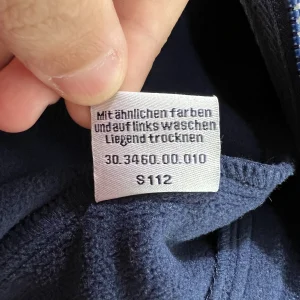 Mit ähnlichen farben
und auf links waschen
Liegend trocknen
30.3460.00.010
S112